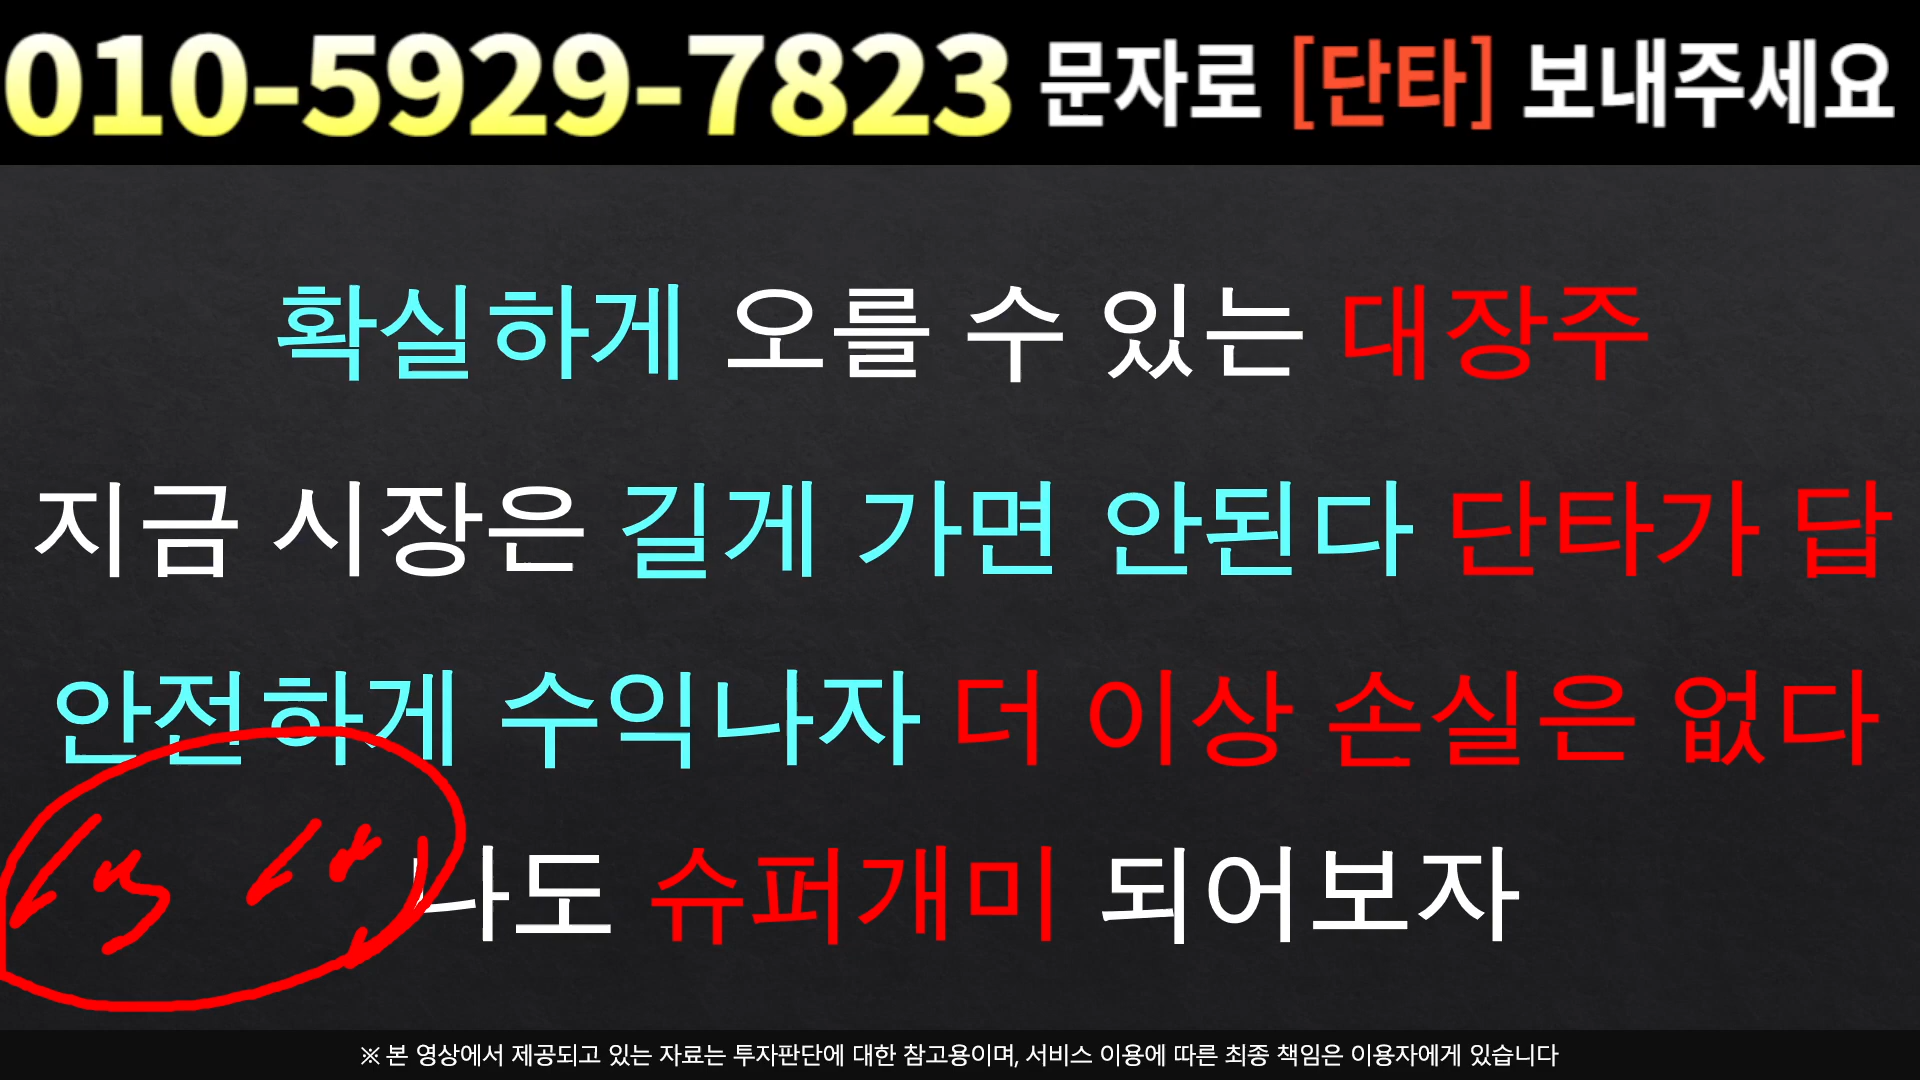 010-5929-7823 문자로 [단타] 보내주세요
확실하게 오를 수 있는 대장주
지금 시장은 길게 가면 안된다 단타가 답
안전하게 수익나자 더 이상 손실은 없다
나도 슈퍼개미 되어보자
※ 본 영상에서 제공되고 있는 자료는 투자판단에 대한 참고용이며, 서비스 이용에 따른 최종 책임은 이용자에게 있습니다